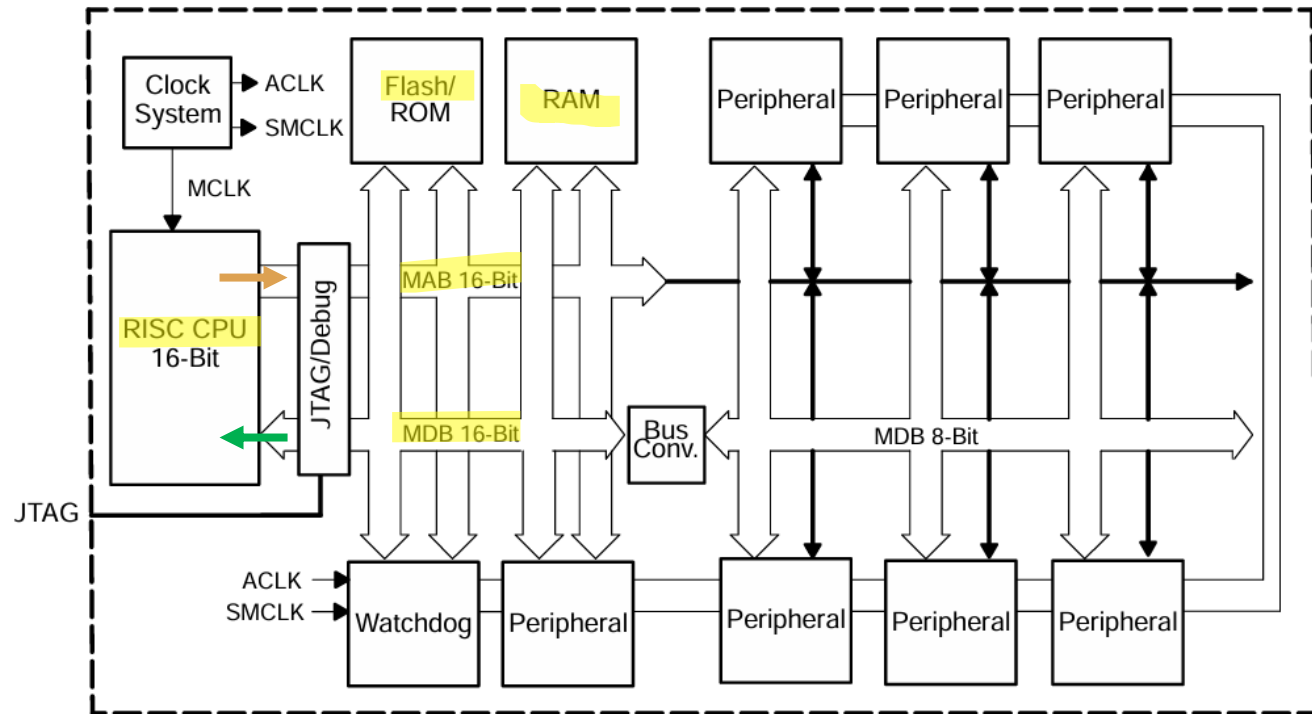 Clock
System
ACLK
SMCLK
MCLK
Flash/
ROM
RAM
Peripheral
Peripheral
Peripheral
RISC CPU
16-Bit
JTAG/Debug
MAB 16-Bit
MDB 16-Bit
Bus
Conv.
MDB 8-Bit
JTAG
ACLK
SMCLK
Watchdog
Peripheral
Peripheral
Peripheral
Peripheral